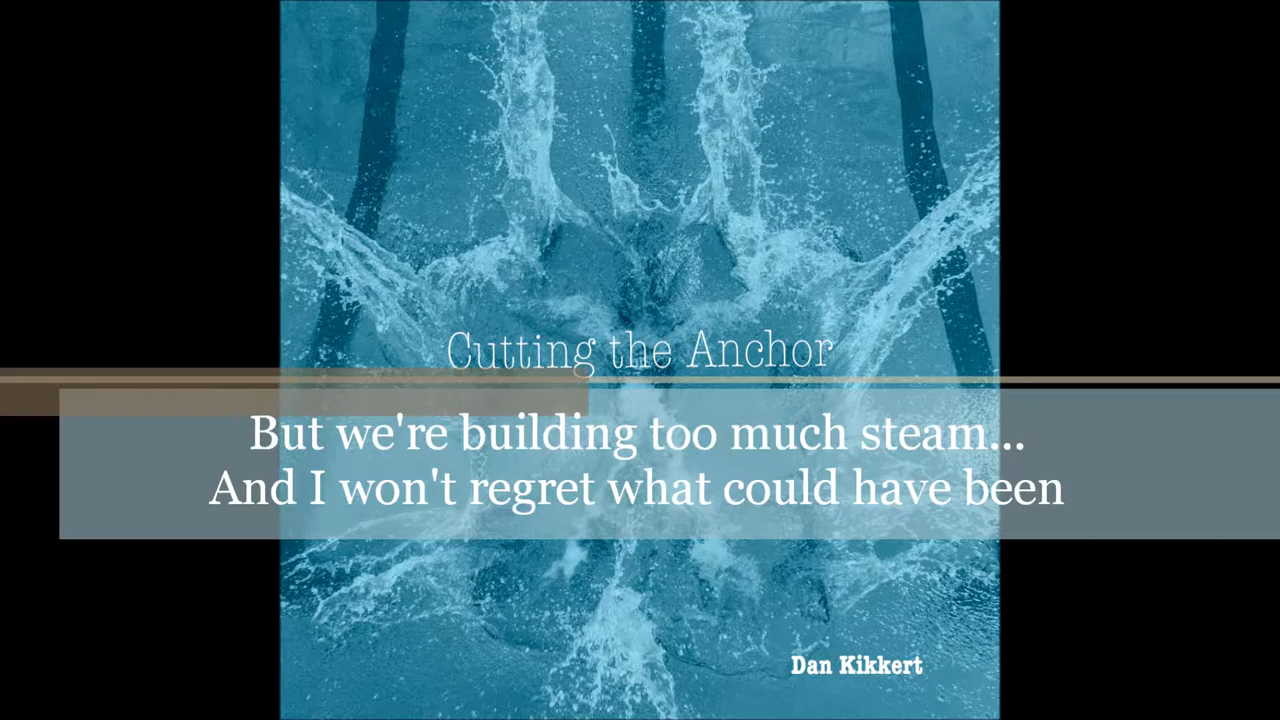 Cutting the Anchor
But we're building too much steam...
And I won't regret what could have been
Dan Kikkert